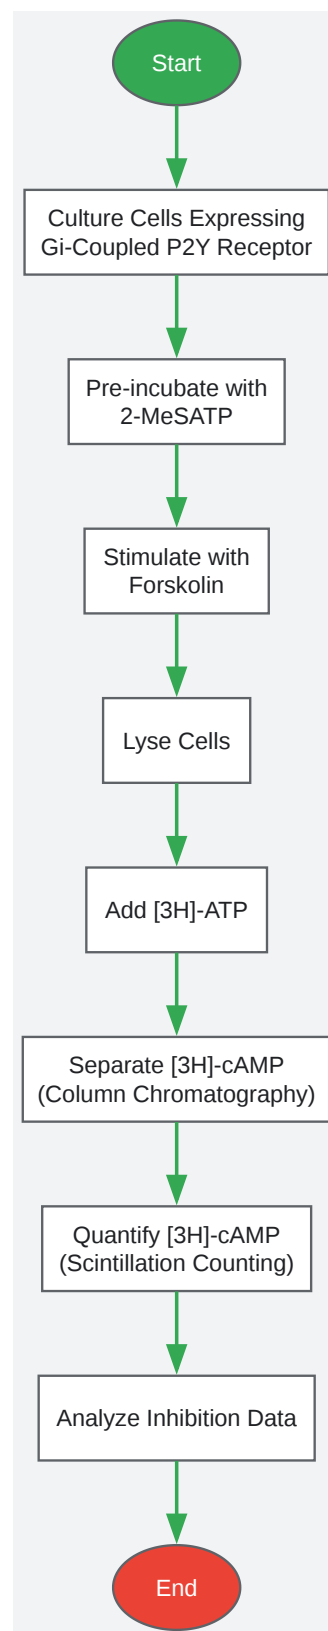 Start
Culture Cells Expressing
Gi-Coupled P2Y Receptor
Pre-incubate with
2-MeSATP
Stimulate with
Forskolin
Lyse Cells
Add [3H]-ATP
Separate [3H]-cAMP
(Column Chromatography)
Quantify [3H]-cAMP
(Scintillation Counting)
Analyze Inhibition Data
End